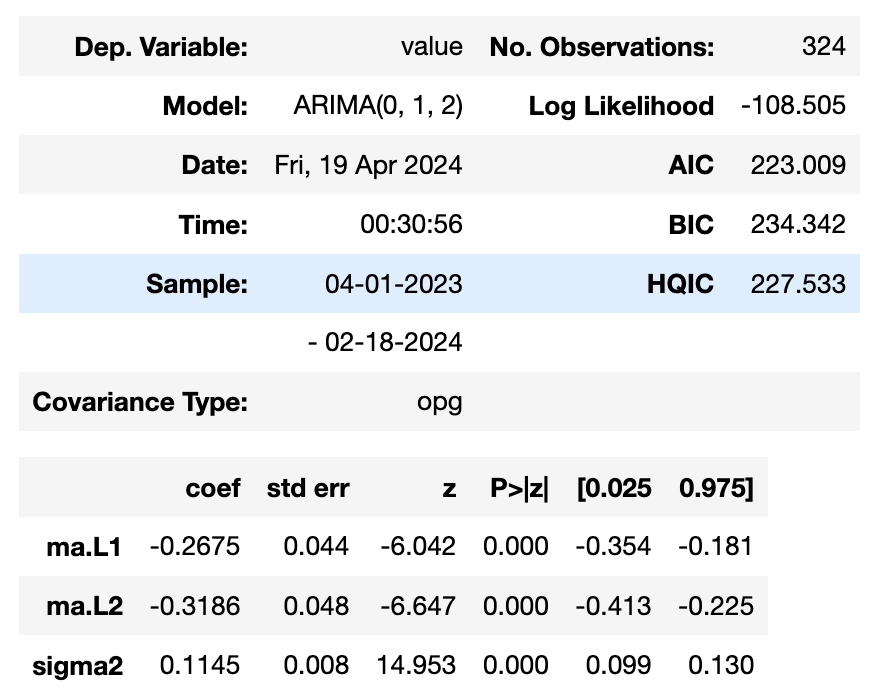 Dep. Variable: value No. Observations: 324
Model: ARIMA(0, 1, 2) Log Likelihood -108.505
Date: Fri, 19 Apr 2024 AIC 223.009
Time: 00:30:56 BIC 234.342
Sample: 04-01-2023 HQIC 227.533
- 02-18-2024
Covariance Type: opg
coef std err z P>|z| [0.025 0.975]
ma.L1 -0.2675 0.044 -6.042 0.000 -0.354 -0.181
ma.L2 -0.3186 0.048 -6.647 0.000 -0.413 -0.225
sigma2 0.1145 0.008 14.953 0.000 0.099 0.130